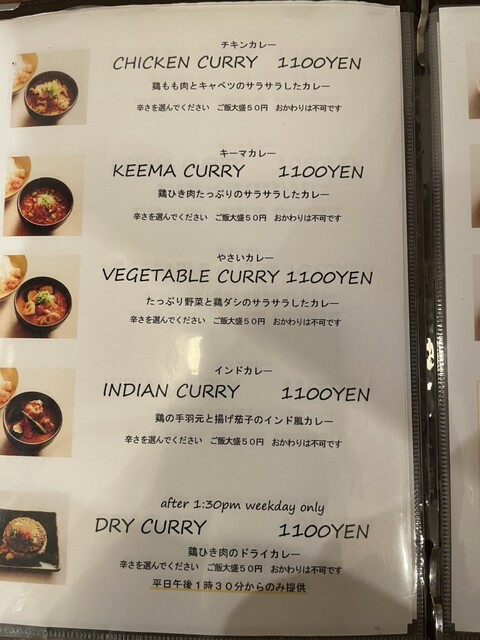 チキンカレー
CHICKEN CURRY 1100YEN
鶏もも肉とキャベツのサラサラしたカレー
辛さを選んでください ご飯大盛５０円 おかわりは不可です
キーマカレー
KEEMA CURRY 1100YEN
鶏ひき肉たっぷりのサラサラしたカレー
辛さを選んでください ご飯大盛５０円 おかわりは不可です
やさいカレー
VEGETABLE CURRY 1100YEN
たっぷり野菜と鶏ダシのサラサラしたカレー
辛さを選んでください ご飯大盛５０円 おかわりは不可です
インドカレー
INDIAN CURRY 1100YEN
鶏の手羽元と揚げ茄子のインド風カレー
辛さを選んでください ご飯大盛５０円 おかわりは不可です
after 1:30pm weekday only
DRY CURRY 1100YEN
鶏ひき肉のドライカレー
辛さを選んでください ご飯大盛５０円 おかわりは不可です
平日午後１時３０分からのみ提供